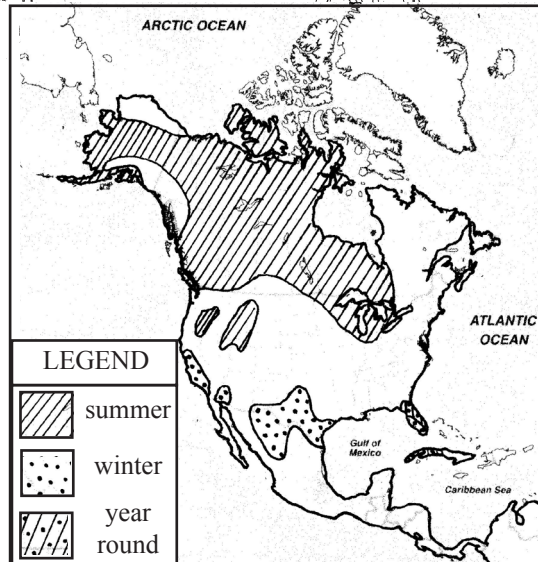 ARCTIC OCEAN
ATLANTIC
OCEAN
LEGEND
summer
Gulf of
Mexico
winter
Caribbean Sea
year
round